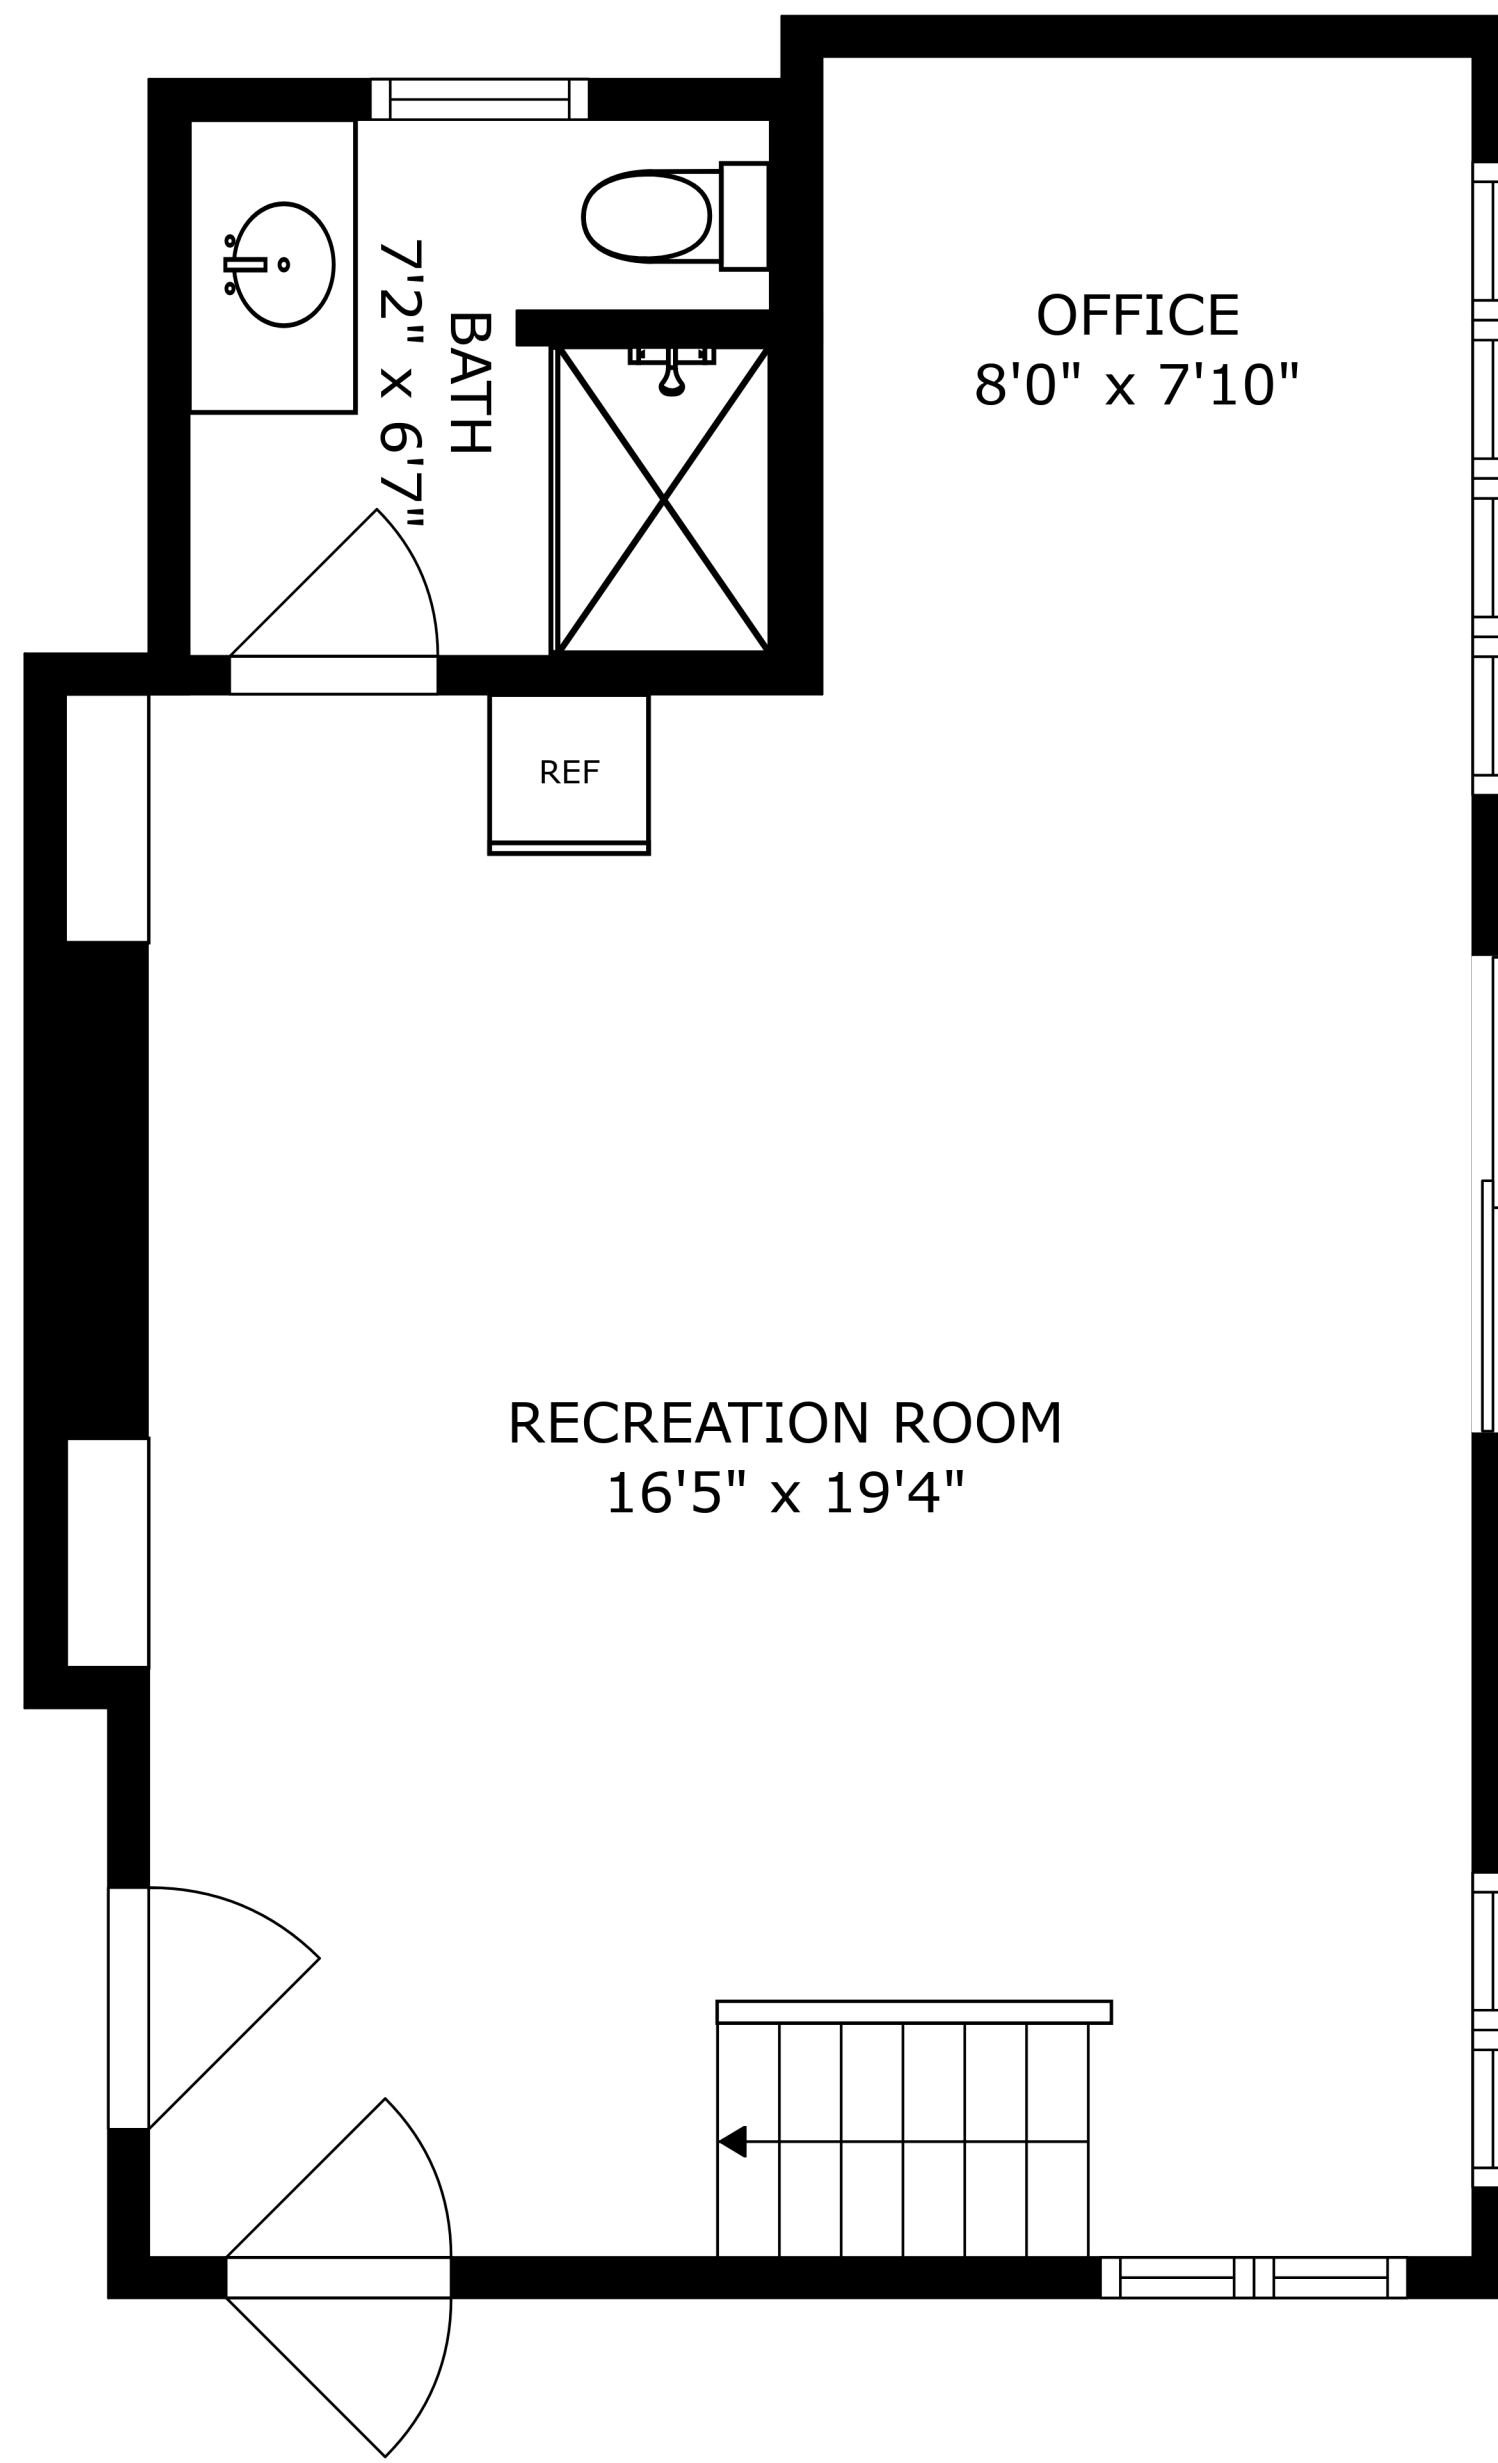 OFFICE
8'0" x 7'10"
BATH
7'2" x 6'7"
REF
RECREATION ROOM
16'5" x 19'4"